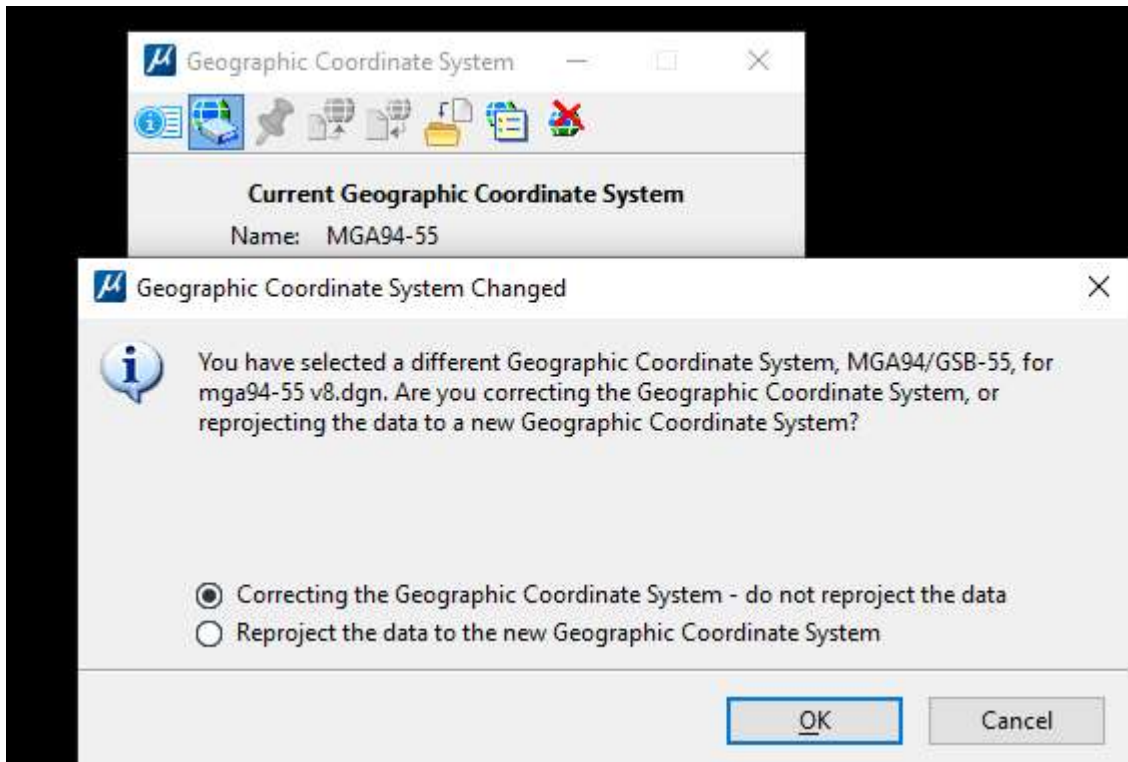 Geographic Coordinate System
Current Geographic Coordinate System
Name: MGA94-55
Geographic Coordinate System Changed
You have selected a different Geographic Coordinate System, MGA94/GSB-55, for
mga94-55 v8.dgn. Are you correcting the Geographic Coordinate System, or
reprojecting the data to a new Geographic Coordinate System?
Correcting the Geographic Coordinate System - do not reproject the data
Reproject the data to the new Geographic Coordinate System
OK Cancel